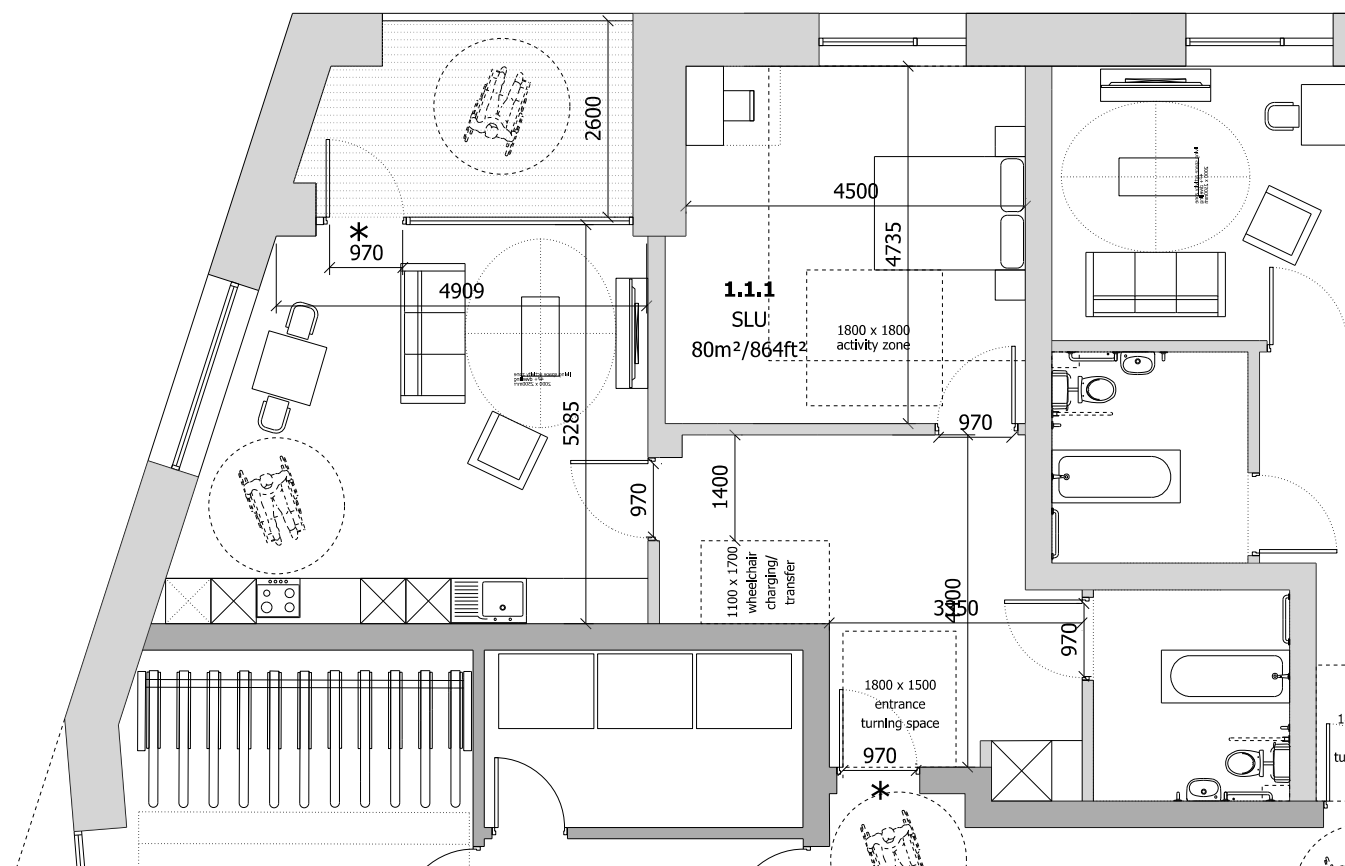 2600
*
970
4909
5285
970
4500
4735
1.1.1
SLU
80m²/864ft²
1800 x 1800
activity zone
970
1400
1100 x 1700
wheelchair
charging/
transfer
3350
970
1800 x 1500
entrance
turning space
970
*